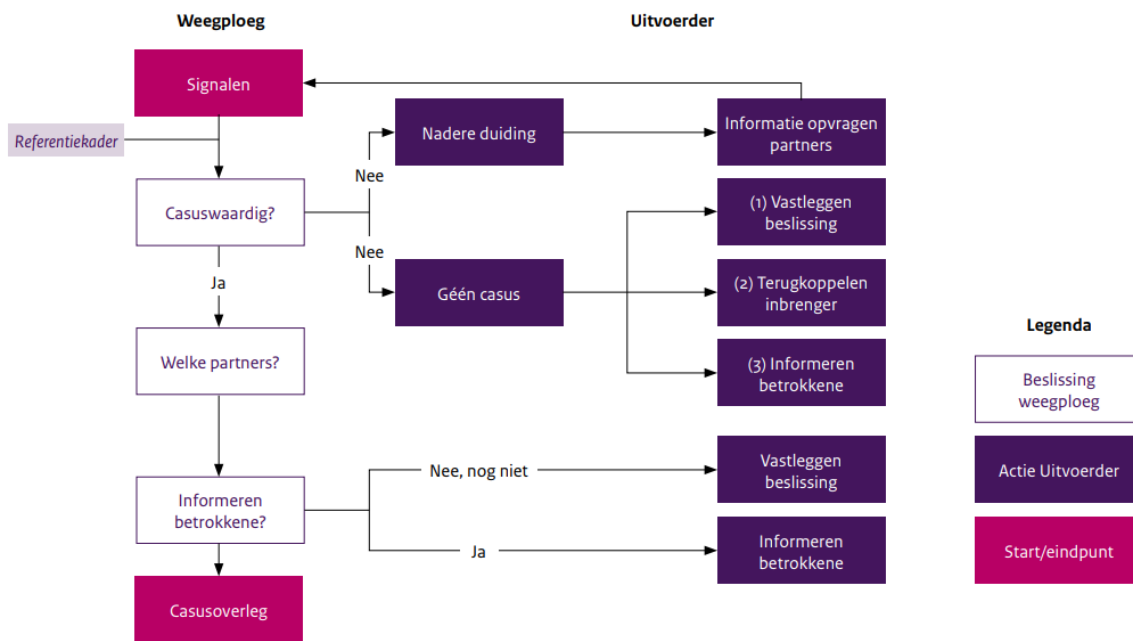 Weegploeg
Uitvoerder
Signalen
Referentiekader
Nadere duiding
Informatie opvragen
partners
Nee
Casuswaardig?
(1) Vastleggen
beslissing
Nee
Ja
Géén casus
(2) Terugkoppelen
inbrenger
Welke partners?
(3) Informeren
betrokkene
Nee, nog niet
Vastleggen
beslissing
Informeren
betrokkene?
Ja
Informeren
betrokkene
Casusoverleg
Legenda
Beslissing
weegploeg
Actie Uitvoerder
Start/eindpunt